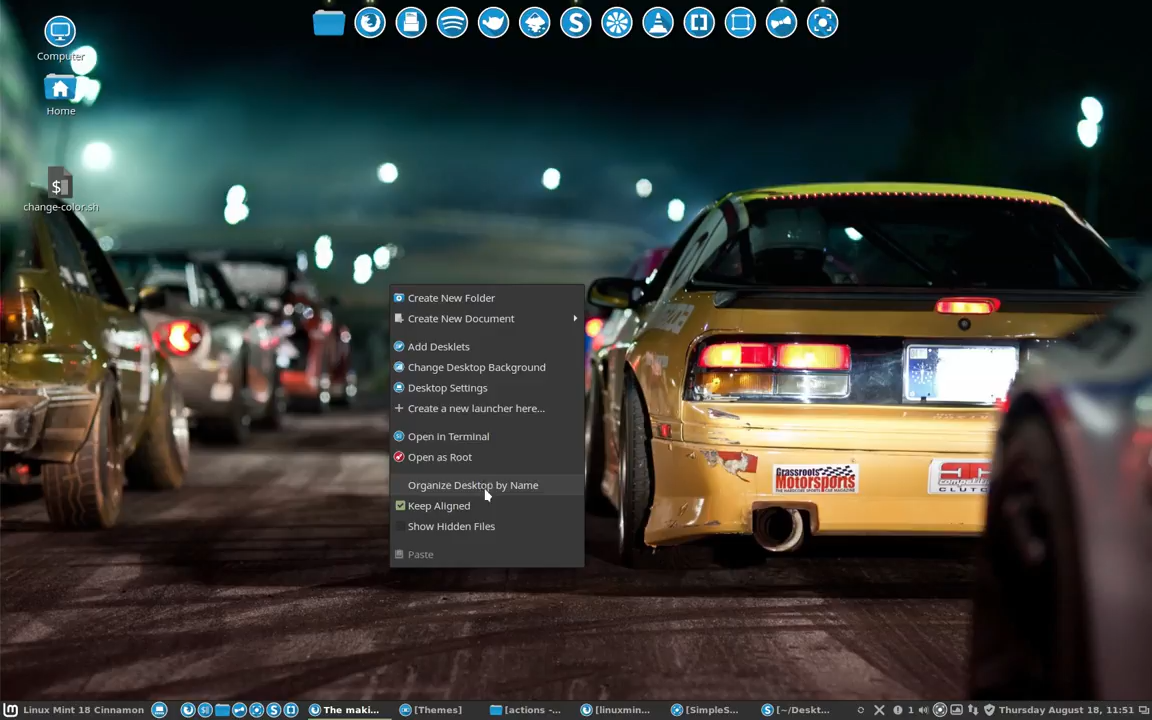 Computer
Home
$
change-color.sh
Create New Folder
Create New Document
Add Desklets
Change Desktop Background
Desktop Settings
Create a new launcher here...
Open in Terminal
Open as Root
Organize Desktop by Name
Keep Aligned
Show Hidden Files
Paste
Grassroots
Motorsports
Linux Mint 18 Cinnamon
The maki...
[Themes]
[actions -...
[linuxmin...
[SimpleS...
[~/Deskt...
1
Thursday August 18, 11:51